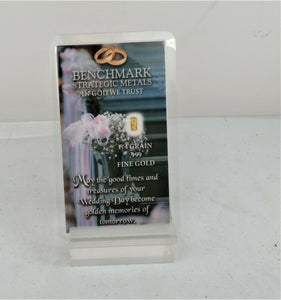 BENCHMARK
STRATEGIC METALS
IN GOD WE TRUST
1 GRAIN
.999
FINE GOLD
May the good times and
treasures of your
Wedding Day become
golden memories of
tomorrow.